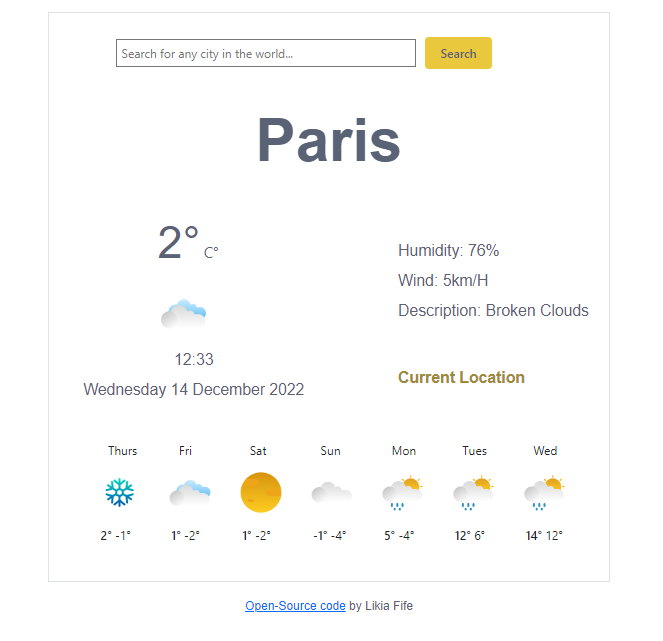 Search for any city in the world...
Search
Paris
2° C°
Humidity: 76%
Wind: 5km/H
Description: Broken Clouds
12:33
Wednesday 14 December 2022
Current Location
Thurs Fri Sat Sun Mon Tues Wed
2° -1° 1° -2° 1° -2° -1° -4° 5° -4° 12° 6° 14° 12°
Open-Source code by Likia Fife